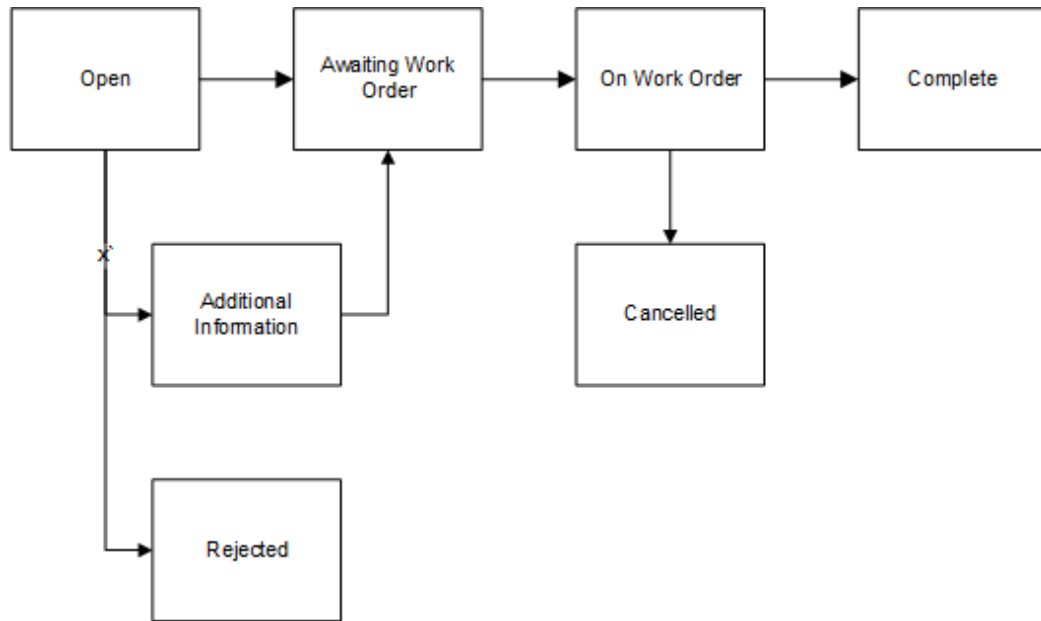 Open
Awaiting Work
Order
On Work Order
Complete
x`
Additional
Information
Cancelled
Rejected